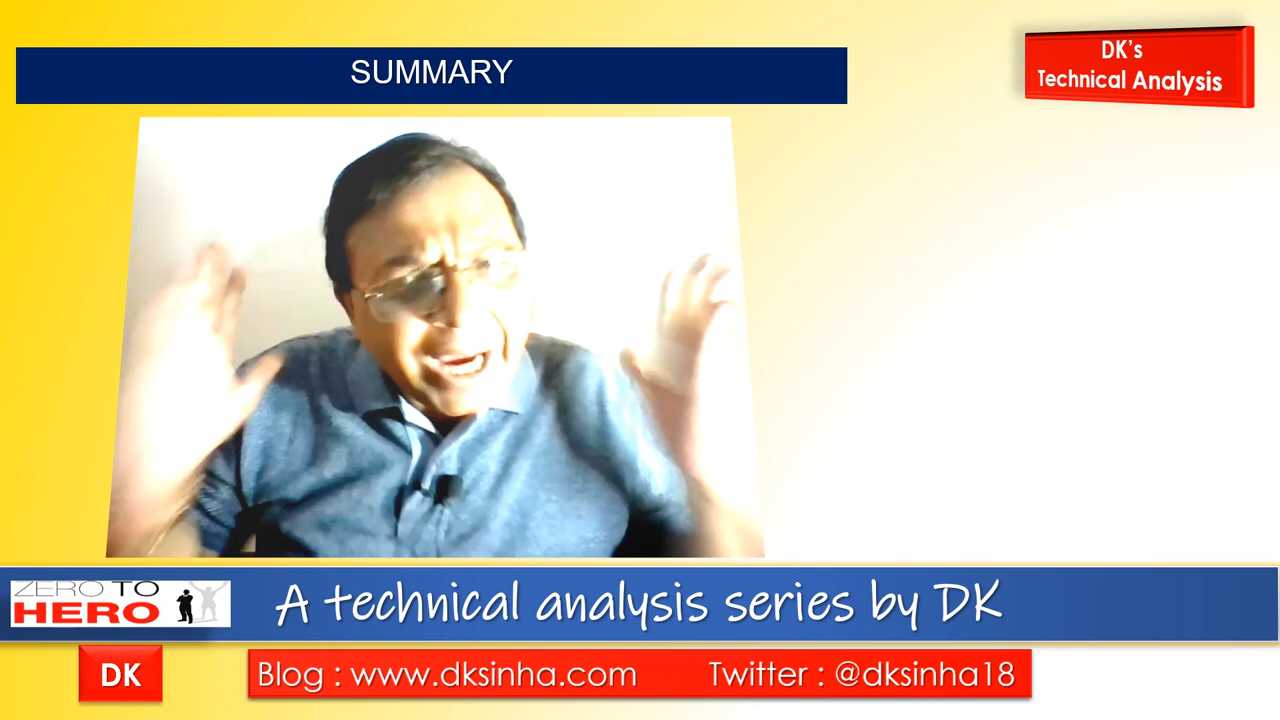 SUMMARY
DK's
Technical Analysis
ZERO TO
HERO
A technical analysis series by DK
DK
Blog : www.dksinha.com
Twitter : @dksinha18